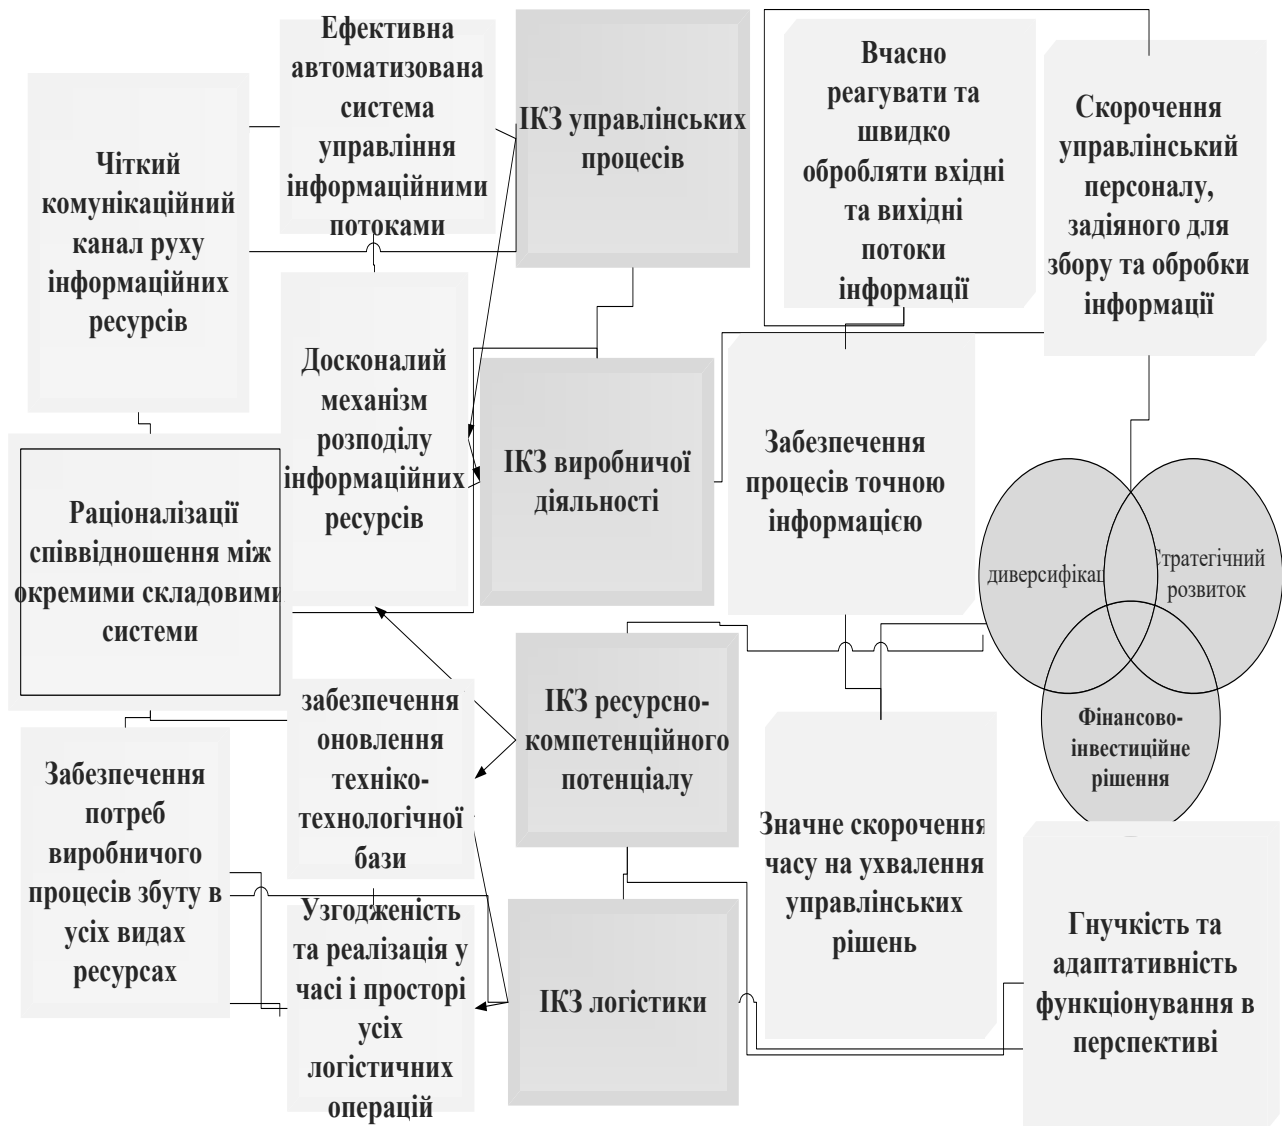 Ефективна
автоматизована
система
управління
інформаційними
потоками
ІКЗ управлінських
процесів
Вчасно
реагувати та
швидко
обробляти вхідні
та вихідні
потоки
інформації
Скорочення
управлінський
персоналу,
задіяного для
збору та обробки
інформації
Чіткий
комунікаційний
канал руху
інформаційних
ресурсів
Досконалий
механізм
розподілу
інформаційних
ресурсів
ІКЗ виробничої
діяльності
Забезпечення
процесів точною
інформацією
Раціоналізації
співвідношення між
окремими складовими
системи
диверсифікац
Стратегічний
розвиток
Фінансово-
інвестиційне
рішення
забезпечення
оновлення
техніко-
технологічної
бази
ІКЗ ресурсно-
компетенційного
потенціалу
Забезпечення
потреб
виробничого
процесів збуту в
усіх видах
ресурсах
Значне скорочення
часу на ухвалення
управлінських
рішень
Узгодженість
та реалізація у
часі і просторі
усіх
логістичних
операцій
ІКЗ логістики
Гнучкість та
адаптативність
функціонування в
перспективі